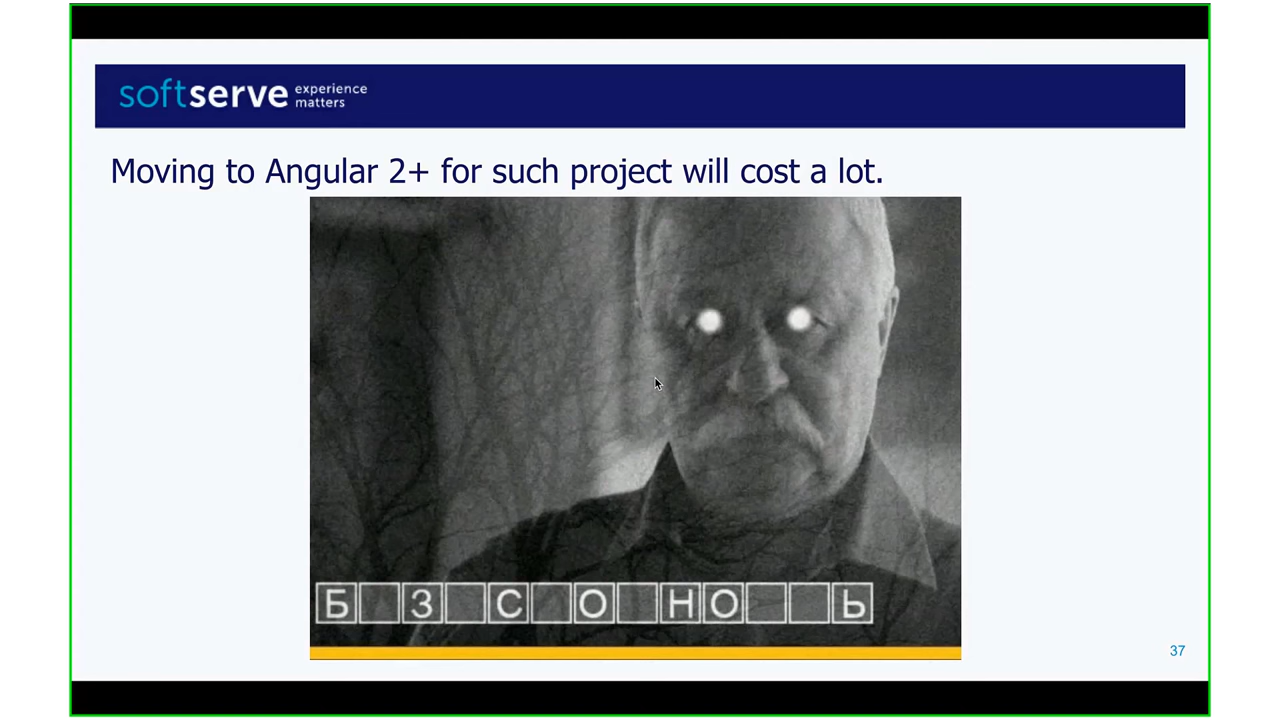 softserve experience matters
Moving to Angular 2+ for such project will cost a lot.
Б З С О НО Ь
37